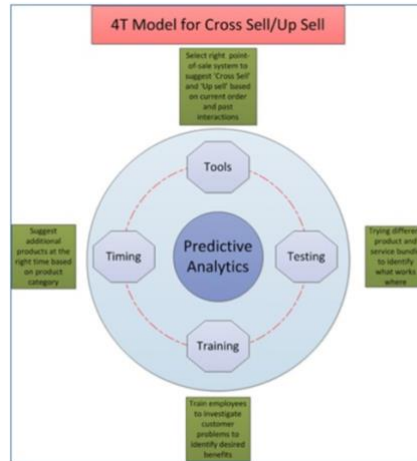 4T Model for Cross Sell/Up Sell
Select right point-
of-sale system to
suggest 'Cross Sell'
and 'Up sell' based
on current order
and past
interactions
Tools
Suggest
additional
products at the
right time based
on product
category
Timing
Predictive
Analytics
Testing
Trying different
product and
service bundle
to identify
what works
where
Training
Train employees
to investigate
customer
problems to
identify desired
benefits